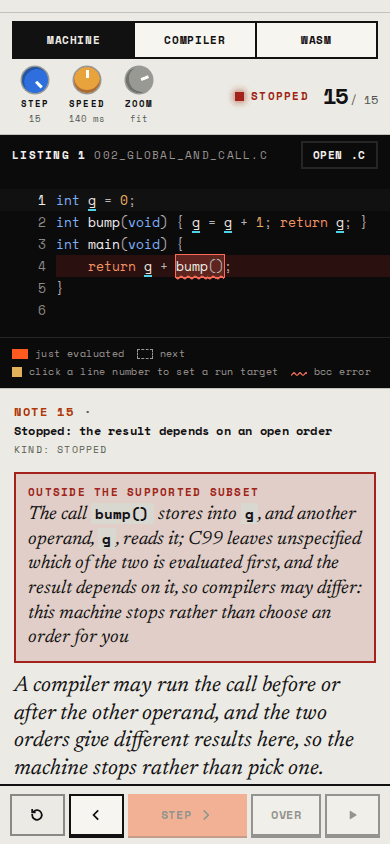 MACHINE
COMPILER
WASM
STEP
SPEED
ZOOM
15
140 ms
fit
STOPPED
15 / 15
LISTING 1 002_GLOBAL_AND_CALL.C
OPEN .C
1 int g = 0;
2 int bump(void) { g = g + 1; return g; }
3 int main(void) {
4 return g + bump();
5 }
6
just evaluated next
click a line number to set a run target bcc error
NOTE 15 ·
Stopped: the result depends on an open order
KIND: STOPPED
OUTSIDE THE SUPPORTED SUBSET
The call bump() stores into g, and another
operand, g, reads it; C99 leaves unspecified
which of the two is evaluated first, and the
result depends on it, so compilers may differ:
this machine stops rather than choose an
order for you
A compiler may run the call before or
after the other operand, and the two
orders give different results here, so the
machine stops rather than pick one.
STEP
OVER